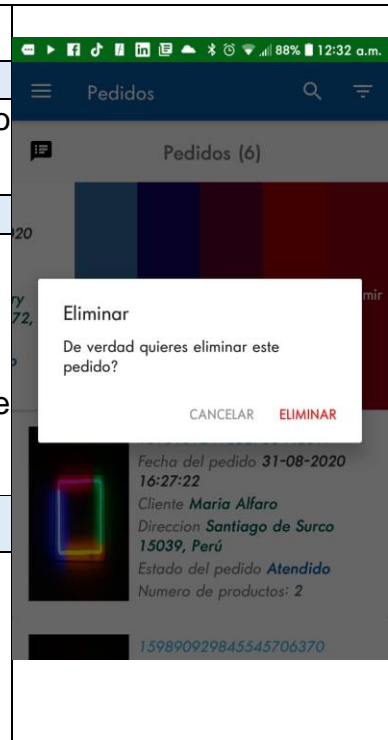 88% 12:32 a.m.
Pedidos
Pedidos (6)
Eliminar
De verdad quieres eliminar este
pedido?
CANCELAR ELIMINAR
Fecha del pedido 31-08-2020
16:27:22
Cliente Maria Alfaro
Direccion Santiago de Surco
15039, Perú
Estado del pedido Atendido
Numero de productos: 2
159890929845545706370